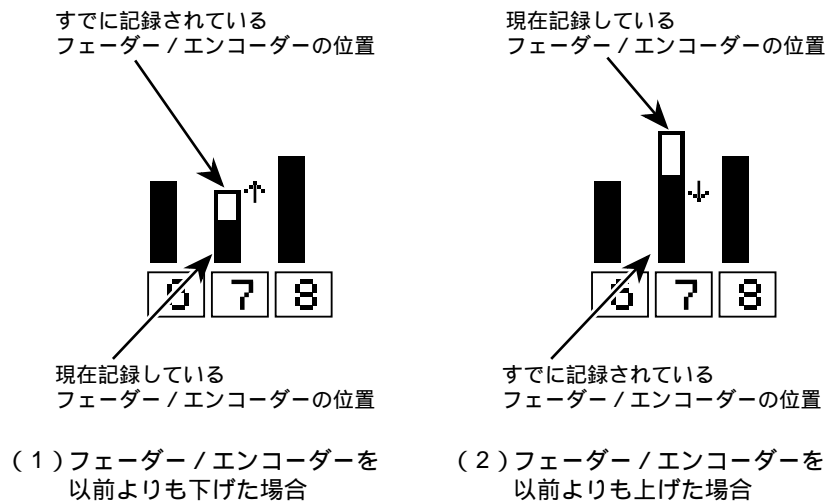 すでに記録されている
フェーダー / エンコーダーの位置
6 7 8
現在記録している
フェーダー / エンコーダーの位置
(1)フェーダー / エンコーダーを
以前よりも下げた場合
現在記録している
フェーダー / エンコーダーの位置
6 7 8
すでに記録されている
フェーダー / エンコーダーの位置
(2)フェーダー / エンコーダーを
以前よりも上げた場合